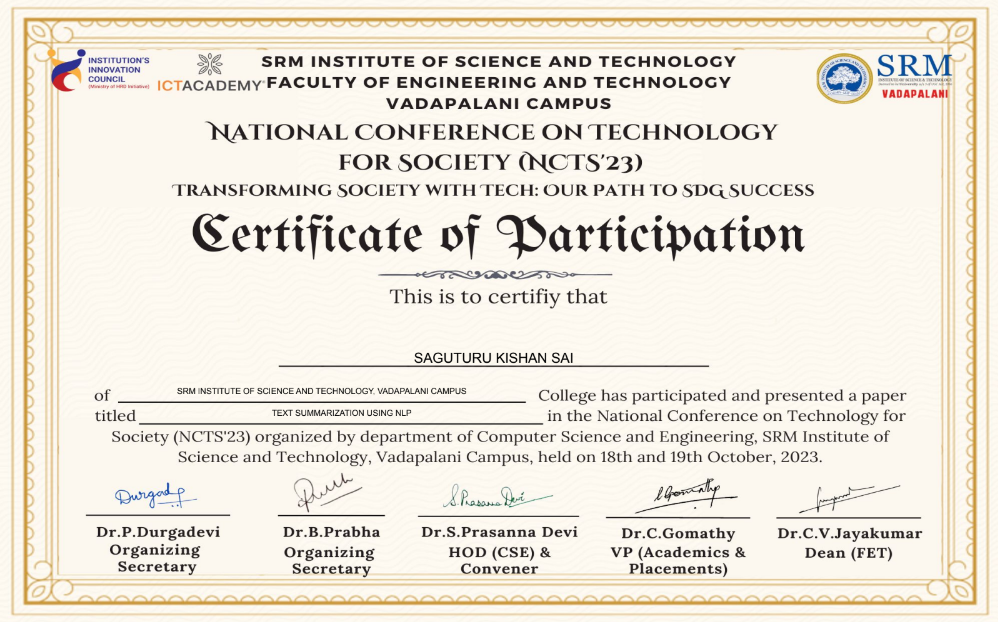 INSTITUTION'S
INNOVATION
COUNCIL
(Ministry of HRD Initiative)
ICTACADEMY
SRM INSTITUTE OF SCIENCE AND TECHNOLOGY
FACULTY OF ENGINEERING AND TECHNOLOGY
VADAPALANI CAMPUS
SRM
INSTITUTE OF SCIENCE & TECHNOLOGY
VADAPALANI
NATIONAL CONFERENCE ON TECHNOLOGY
FOR SOCIETY (NCTS'23)
TRANSFORMING SOCIETY WITH TECH: OUR PATH TO SDG SUCCESS
Certificate of Participation
This is to certifiy that
SAGUTURU KISHAN SAI
of SRM INSTITUTE OF SCIENCE AND TECHNOLOGY, VADAPALANI CAMPUS College has participated and presented a paper
titled TEXT SUMMARIZATION USING NLP in the National Conference on Technology for
Society (NCTS'23) organized by department of Computer Science and Engineering, SRM Institute of
Science and Technology, Vadapalani Campus, held on 18th and 19th October, 2023.
Durgadp
S.Prasanna Devi
Dr.P.Durgadevi
Organizing
Secretary
Dr.B.Prabha
Organizing
Secretary
Dr.S.Prasanna Devi
HOD (CSE) &
Convener
Dr.C.Gomathy
VP (Academics &
Placements)
Dr.C.V.Jayakumar
Dean (FET)